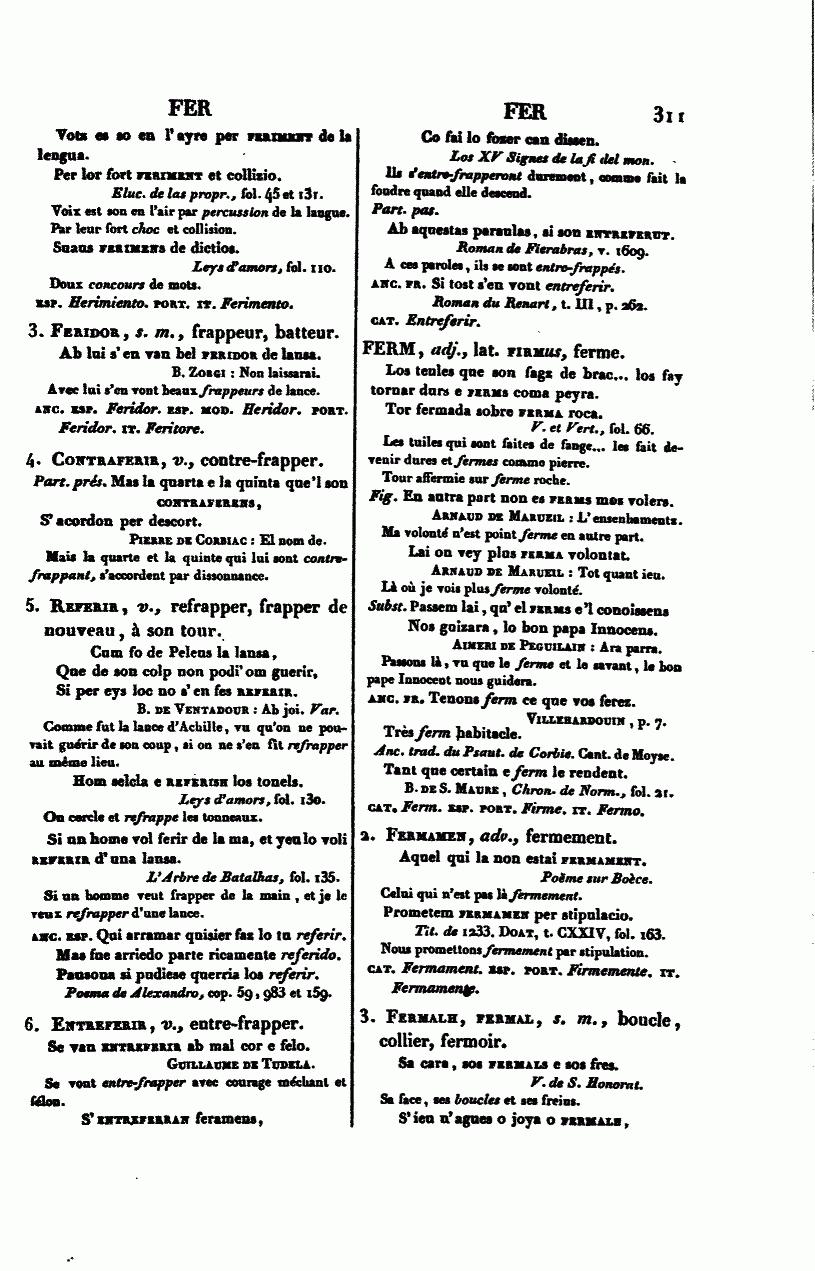 FER
Votz es so en l'ayre per FERIMENT de la
lengua.
Per lor fort FERIMENT et collizio.
Eluc. de las propr., fol. 45 et 131.
Voix est son en l'air par percussion de la langue.
Par leur fort choc et collision.
Suaus FERIMENS de dictios.
Leys d'amors, fol. 110.
Doux concours de mots.
ESP. Herimiento. PORT. IT. Ferimento.
3. FERIDOR, s. m., frappeur, batteur.
Ab lui s'en van bel FERIDOR de lansa.
B. ZORGI : Non laissarai.
Avec lui s'en vont beaux frappeurs de lance.
ANC. ESP. Feridor. ESP. MOD. Heridor. PORT.
Feridor. IT. Feritore.
4. CONTRAFERIR, v., contre-frapper.
Part. prés. Mas la quarta e la quinta que'l son
CONTRAFERENS,
S'acordon per descort.
PIERRE DE CORBIAC : El nom de.
Mais la quarte et la quinte qui lui sont contre-
frappant, s'accordent par dissonnance.
5. REFERIR, v., refrapper, frapper de
nouveau, à son tour.
Cum fo de Peleus la lansa,
Que de son colp non podi' om guerir,
Si per eys loc no s'en fes REFERIR.
B. DE VENTADOUR : Ab joi. Var.
Comme fut la lance d'Achille, vu qu'on ne pou-
vait guérir de son coup, si on ne s'en fît refrapper
au même lieu.
Hom selcla e REFERISH los tonels.
Leys d'amors, fol. 130.
On cercle et refrappe les tonneaux.
Si un home vol ferir de la ma, et yeu lo voli
REFERIR d'una lansa.
L'Arbre de Batalhas, fol. 135.
Si un homme veut frapper de la main, et je le
veux refrapper d'une lance.
ANC. ESP. Qui arramar quisier faz lo tu referir.
Mas fue arriedo parte ricamente referido.
Pausona si pudiese querria los referir.
Poema de Alexandro, cop. 59, 983 et 159.
6. ENTREFERIR, v., entre-frapper.
Se van ENTREFERIR ab mal cor e felo.
GUILLAUME DE TUDELA.
Se vont entre-frapper avec courage méchant et
félon.
S'ENTREFERRAN feramens,
FER 311
Co fai lo fozer can dissen.
Los XV Signes de la fi del mon.
Ils s'entre-frapperont durement, comme fait la
foudre quand elle descend.
Part. pas.
Ab aquestas paraulas, si son ENTREFERUT.
Roman de Fierabras, v. 1609.
A ces paroles, ils se sont entre-frappés.
ANC. FR. Si tost s'en vont entreferir.
Roman du Renart, t. III, p. 262.
CAT. Entreferir.
FERM, adj., lat. FIRMUS, ferme.
Los teules que son fagz de brac... los fay
tornar durs e FERMS coma peyra.
Tor fermada sobre FERMA roca.
V. et Vert., fol. 66.
Les tuiles qui sont faites de fange... les fait de-
venir dures et fermes comme pierre.
Tour affermie sur ferme roche.
Fig. En autra part non es FERMS mos volers.
ARNAUD DE MARUEIL : L'ensenhaments.
Ma volonté n'est point ferme en autre part.
Lai on vey plus FERMA volontat.
ARNAUD DE MARUEIL : Tot quant ieu.
Là où je vois plus ferme volonté.
Subst. Passem lai, qu'el FERMS e'l conoissens
Nos guizara, lo bon papa Innocens.
AIMERI DE PEGUILAIN : Ara parra.
Passons là, vu que le ferme et le savant, le bon
pape Innocent nous guidera.
ANC. FR. Tenons ferm ce que vos ferez.
VILLEHARDOUIN, p. 7.
Très ferm habitacle.
Anc. trad. du Psaut. de Corbie. Cant. de Moyse.
Tant que certain e ferm le rendent.
B. DE S. MAURE, Chron. de Norm., fol. 21.
CAT. Ferm. ESP. PORT. Firme. IT. Fermo.
2. FERMAMEN, adv., fermement.
Aquel qui la non estai FERMAMENT.
Poëme sur Boèce.
Celui qui n'est pas là fermement.
Prometem FERMAMEN per stipulacio.
Tit. de 1233. DOAT, t. CXXIV, fol. 163.
Nous promettons fermement par stipulation.
CAT. Fermament. ESP. PORT. Firmemente. IT.
Fermamente.
3. FERMALH, FERMAL, s. m., boucle,
collier, fermoir.
Sa cara, sos FERMALS e sos fres.
V. de S. Honorat.
Sa face, ses boucles et ses freins.
S'ieu n'agues o joya o FERMALH,